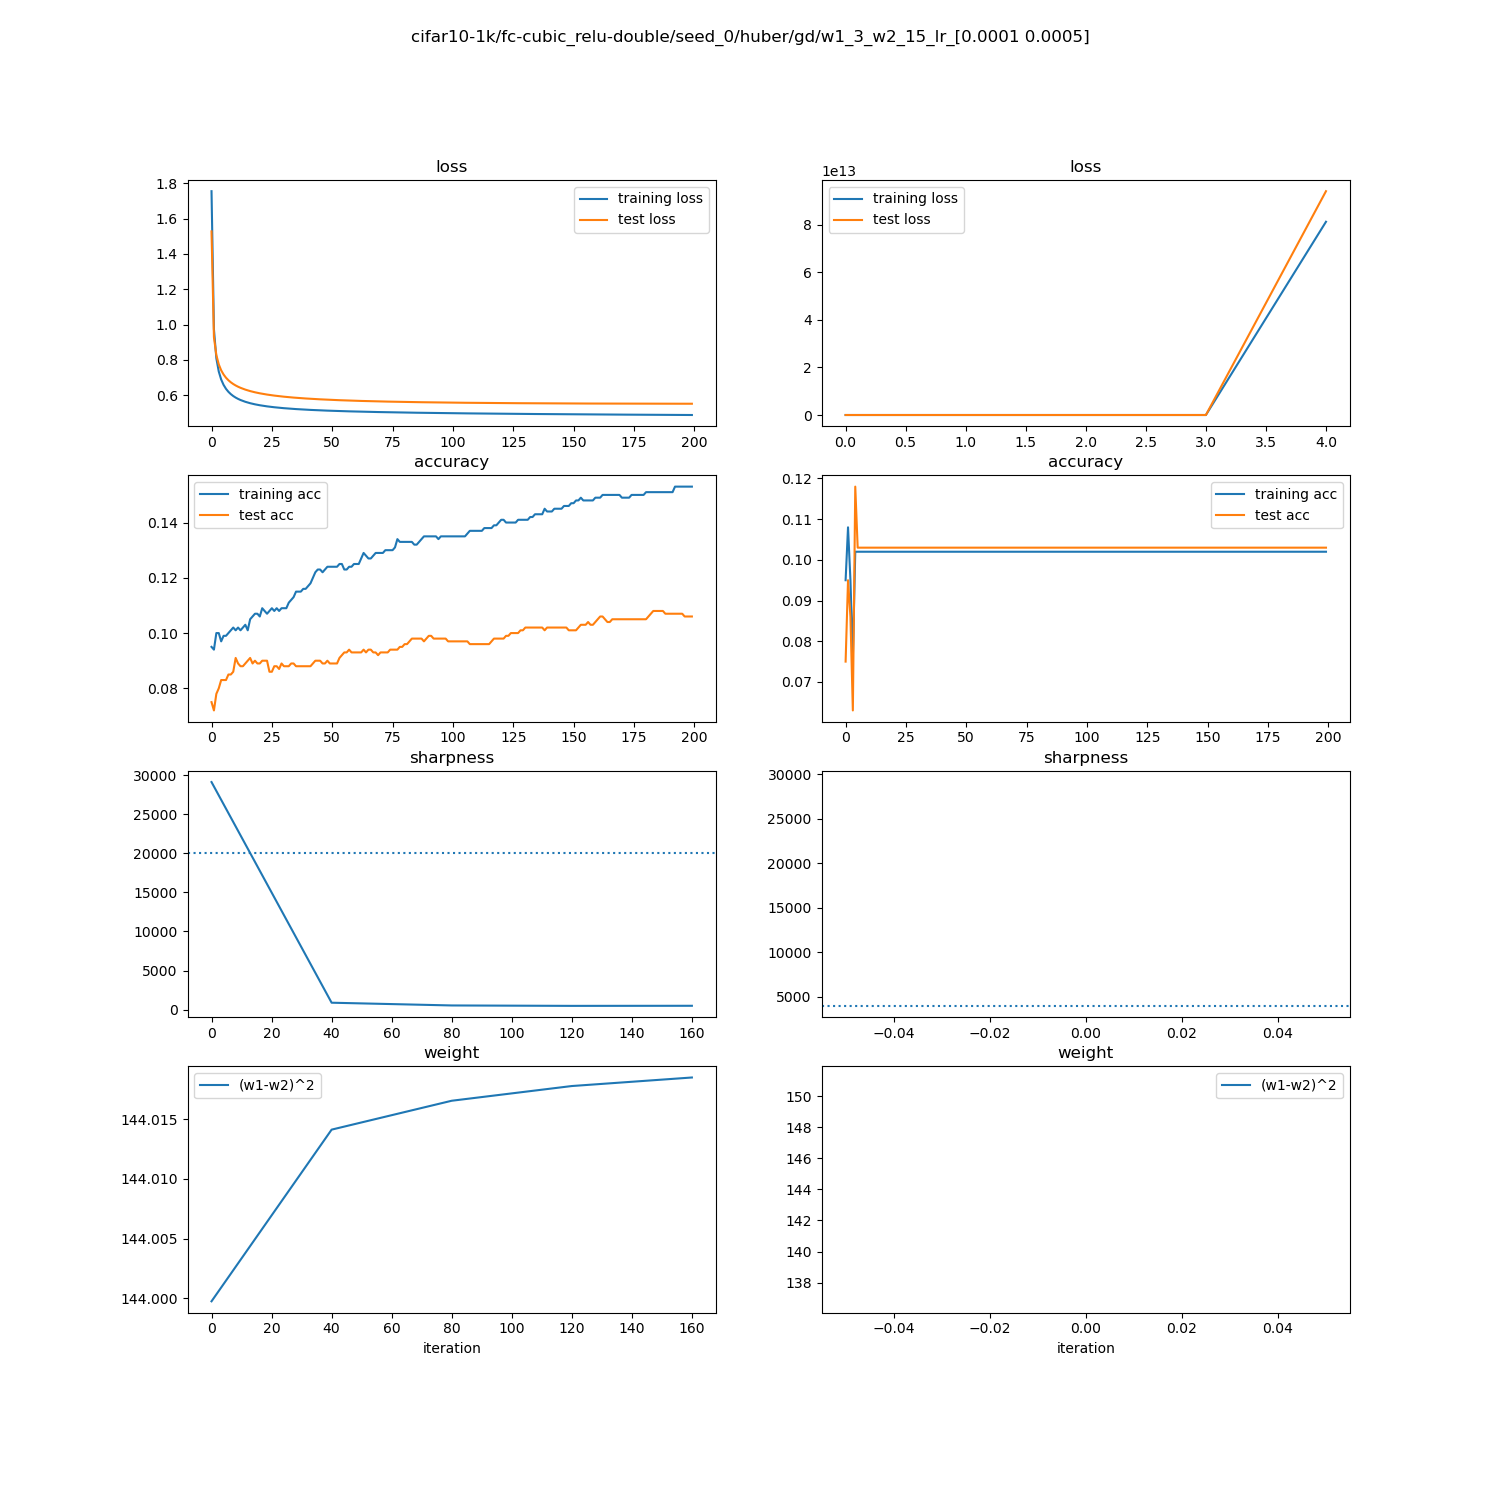 cifar10-1k/fc-cubic_relu-double/seed_0/huber/gd/w1_3_w2_15_lr_[0.0001 0.0005]
loss
1.8
1.6
1.4
1.2
1.0
0.8
0.6
training loss
test loss
0 25 50 75 100 125 150 175 200
loss
1e13
8
6
4
2
0
training loss
test loss
0.0 0.5 1.0 1.5 2.0 2.5 3.0 3.5 4.0
accuracy
0.14
0.12
0.10
0.08
training acc
test acc
0 25 50 75 100 125 150 175 200
accuracy
0.12
0.11
0.10
0.09
0.08
0.07
training acc
test acc
0 25 50 75 100 125 150 175 200
sharpness
30000
25000
20000
15000
10000
5000
0
0 20 40 60 80 100 120 140 160
sharpness
30000
25000
20000
15000
10000
5000
−0.04 −0.02 0.00 0.02 0.04
weight
144.015
144.010
144.005
144.000
(w1-w2)^2
0 20 40 60 80 100 120 140 160
iteration
weight
150
148
146
144
142
140
138
(w1-w2)^2
−0.04 −0.02 0.00 0.02 0.04
iteration